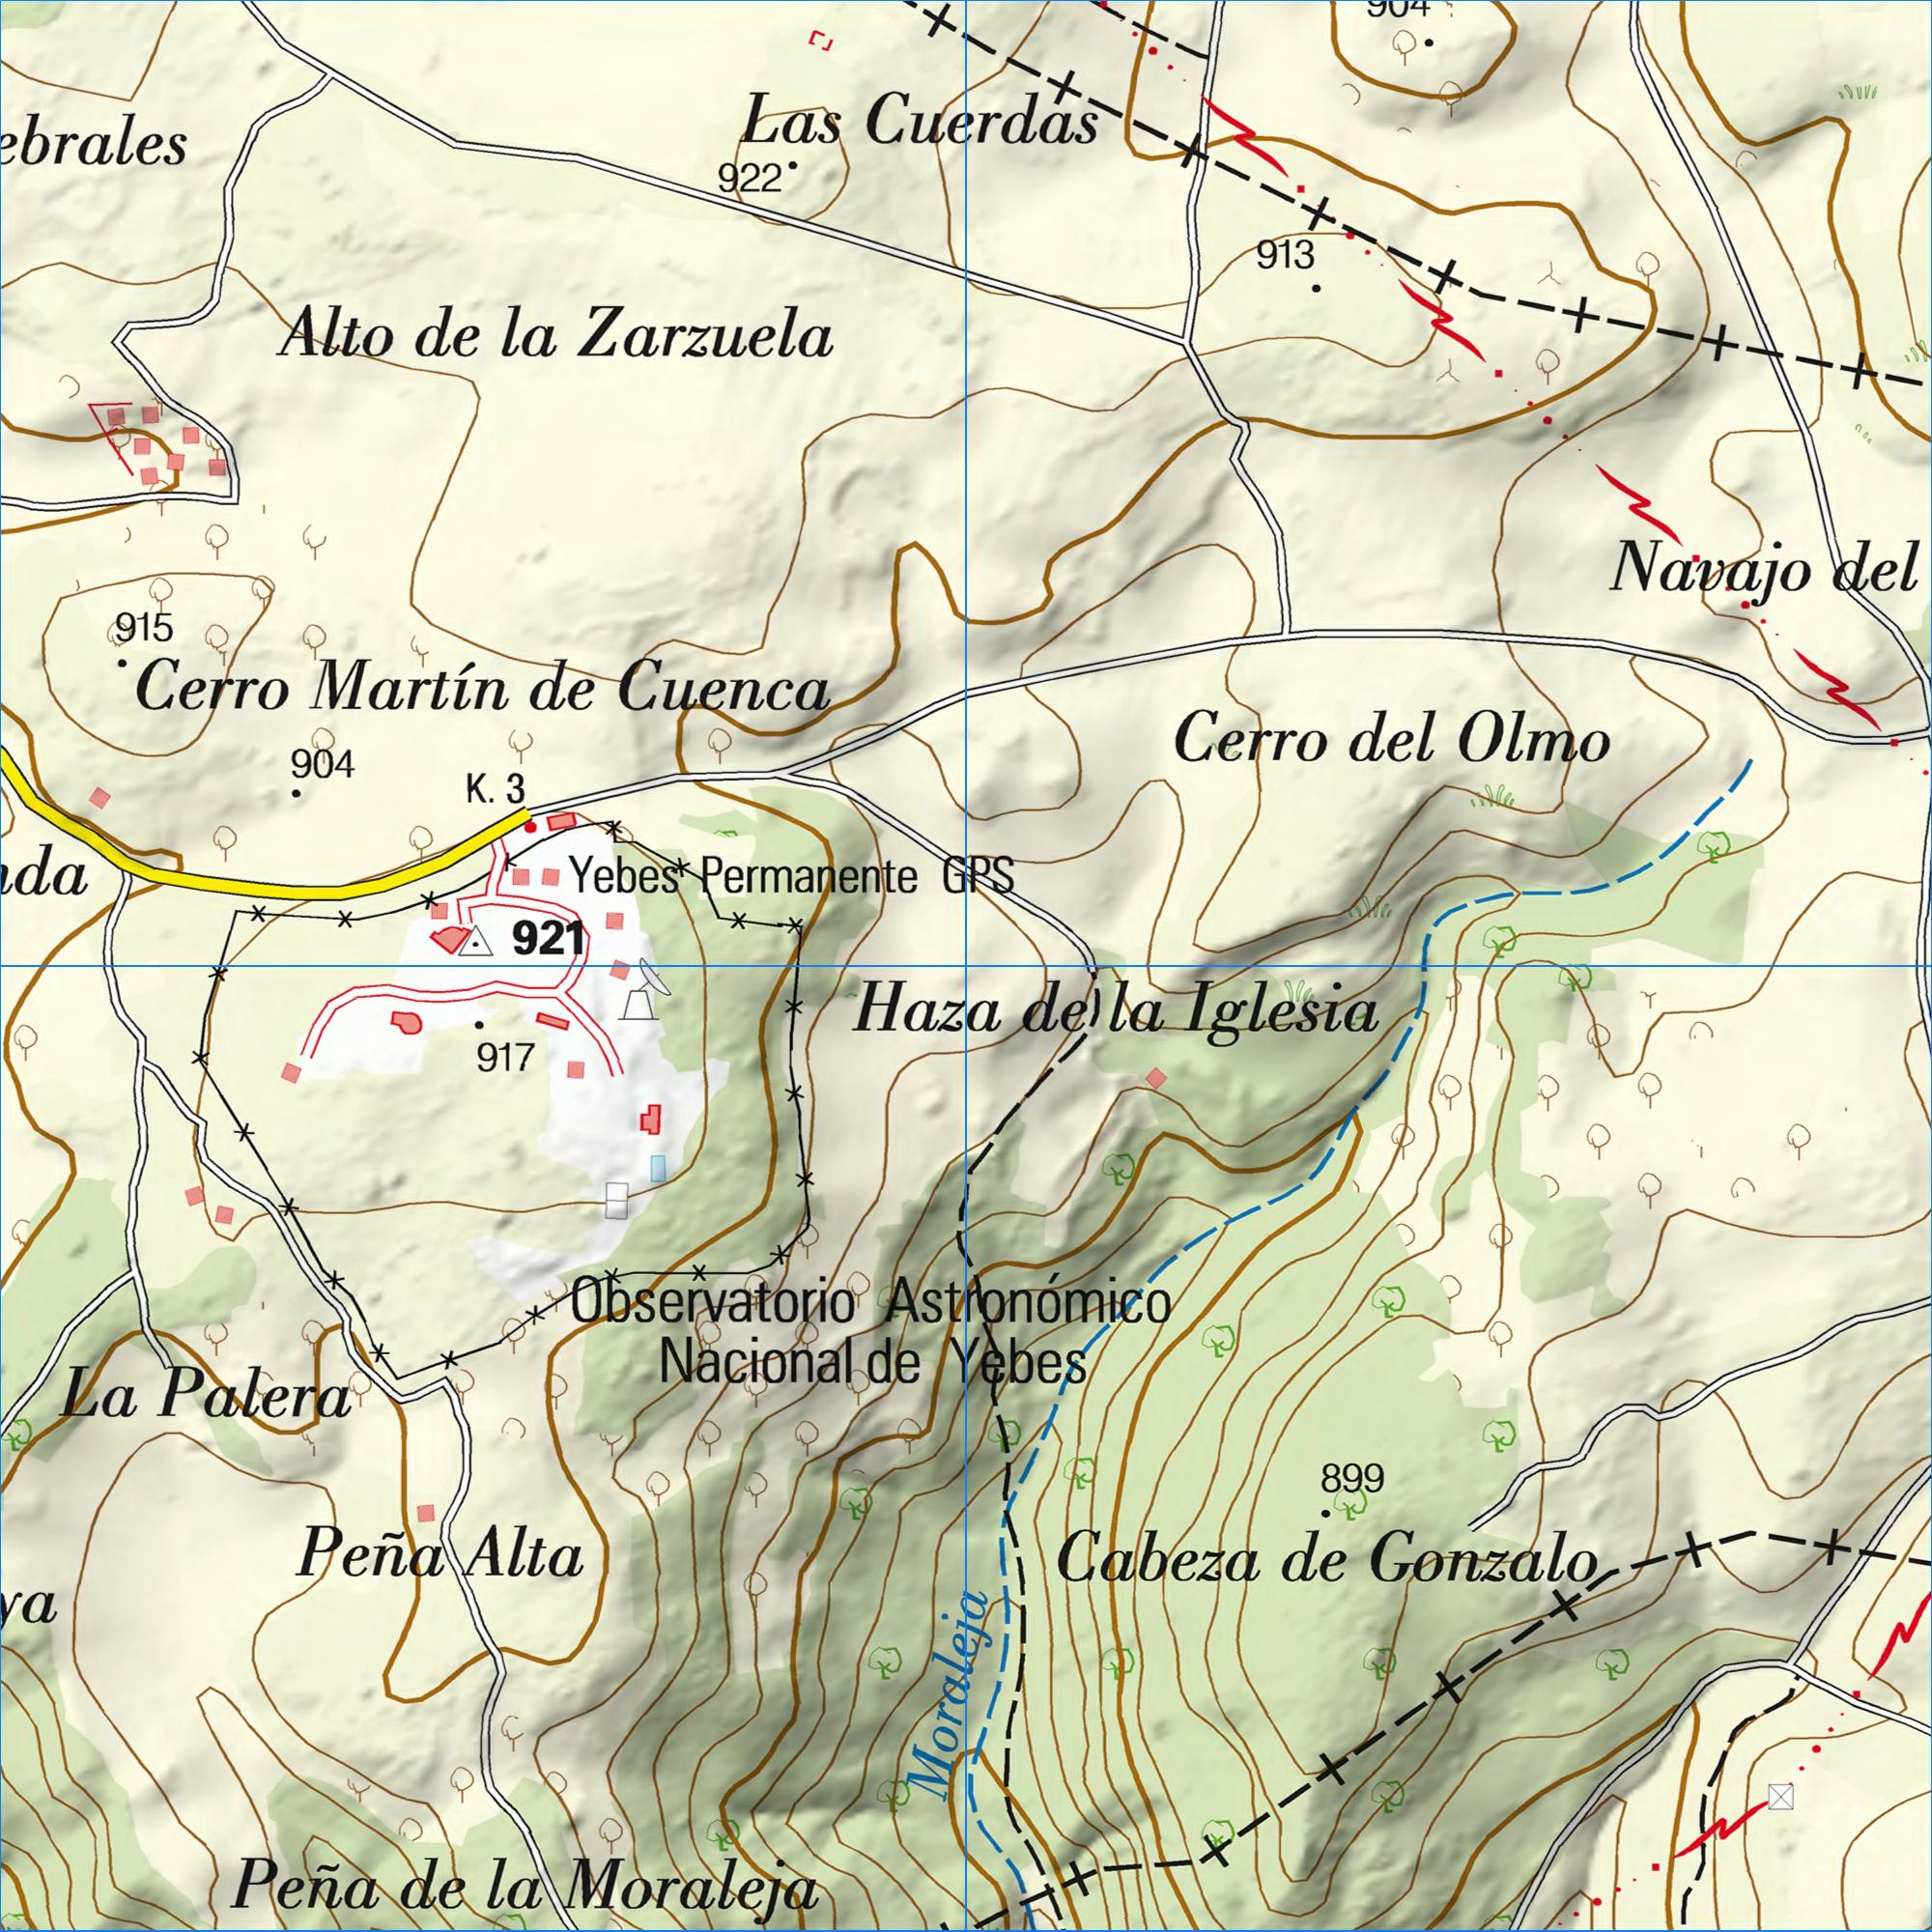 904
Las Cuerdas
ebrales
922
913
Alto de la Zarzuela
Navajo del
915
Cerro Martín de Cuenca
Cerro del Olmo
904
K. 3
nda
Yebes Permanente GPS
921
Haza de la Iglesia
917
Observatorio Astronómico
Nacional de Yebes
La Palera
899
Peña Alta
Cabeza de Gonzalo
va
Moraleja
Peña de la Moraleja